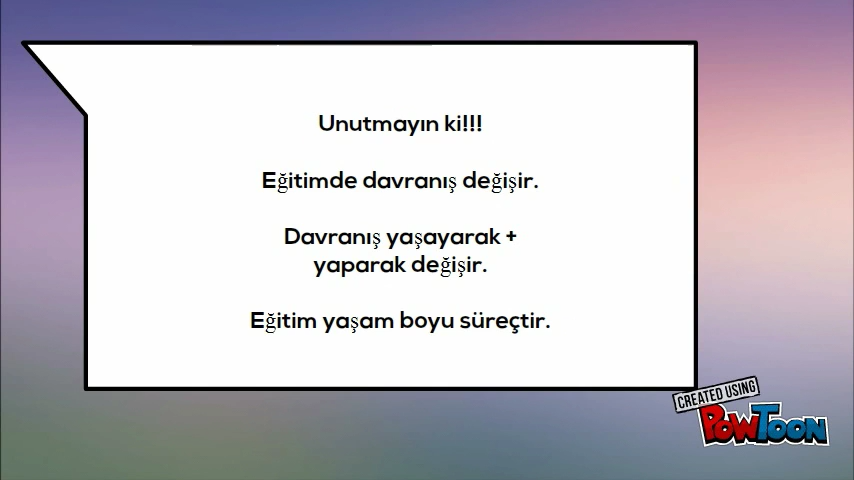 Unutmayın ki!!!
Eğitimde davranış değişir.
Davranış yaşayarak +
yaparak değişir.
Eğitim yaşam boyu süreçtir.
CREATED USING
POWTOON